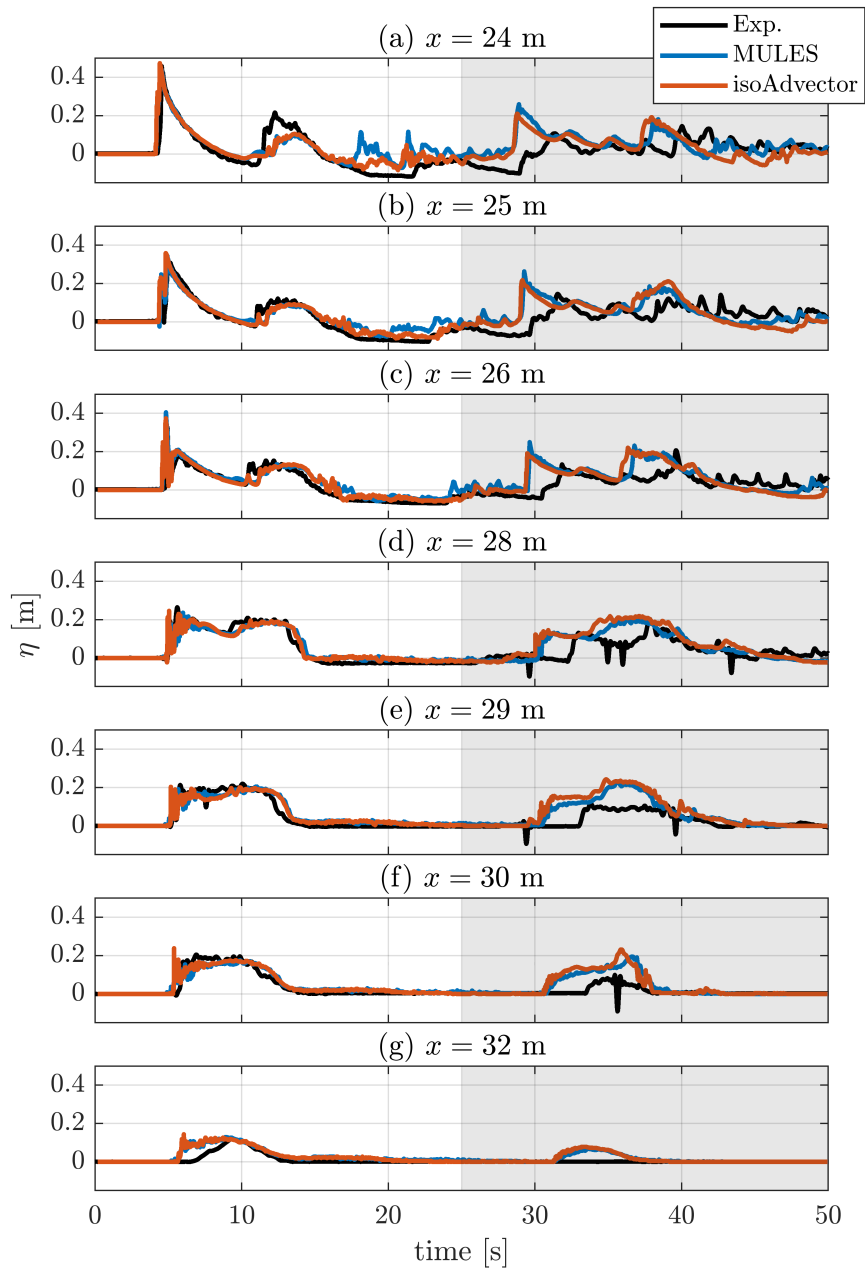 Exp.
MULES
isoAdvector
(a) x = 24 m
0.4
0.2
0
(b) x = 25 m
0.4
0.2
0
(c) x = 26 m
0.4
0.2
0
(d) x = 28 m
0.4
0.2
0
η [m]
(e) x = 29 m
0.4
0.2
0
(f) x = 30 m
0.4
0.2
0
(g) x = 32 m
0.4
0.2
0
0 10 20 30 40 50
time [s]